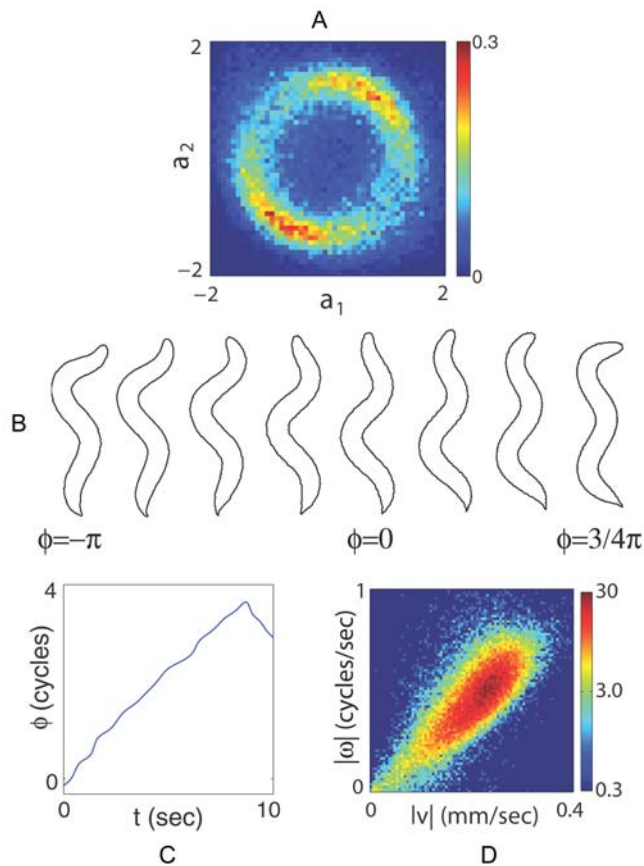 A
2
0.3
a2
−2
0
−2
a1
2
B
ϕ=−π
ϕ=0
ϕ=3/4π
4
ϕ (cycles)
0
0
t (sec)
10
C
1
30
|ω| (cycles/sec)
3.0
0
0.3
0
|v| (mm/sec)
0.4
D